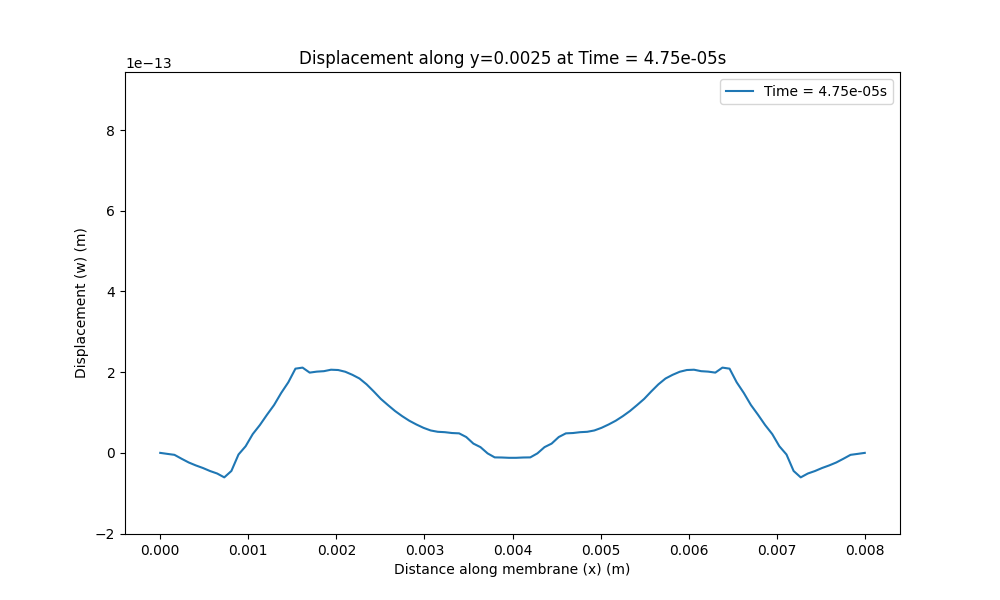 Displacement along y=0.0025 at Time = 4.75e-05
1e−13
Time = 4.75e-05s
8
6
4
2
0
−2
Displacement (w) (m)
0.000 0.001 0.002 0.003 0.004 0.005 0.006 0.007 0.008
Distance along membrane (x) (m)